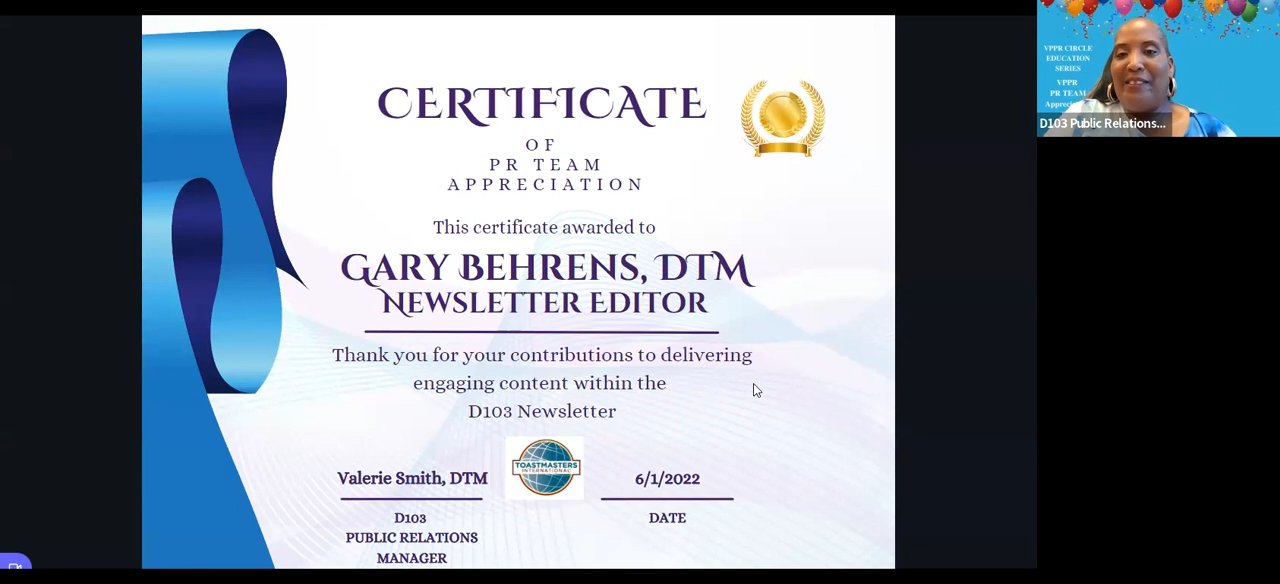 CERTIFICATE
OF
PR TEAM
APPRECIATION
This certificate awarded to
GARY BEHRENS, DTM
NEWSLETTER EDITOR
Thank you for your contributions to delivering
engaging content within the
D103 Newsletter
Valerie Smith, DTM
D103
PUBLIC RELATIONS
MANAGER
TOASTMASTERS
INTERNATIONAL
6/1/2022
DATE
VPPR CIRCLE
EDUCATION
SERIES
VPPR
PR TEAM
D103 Public Relations...